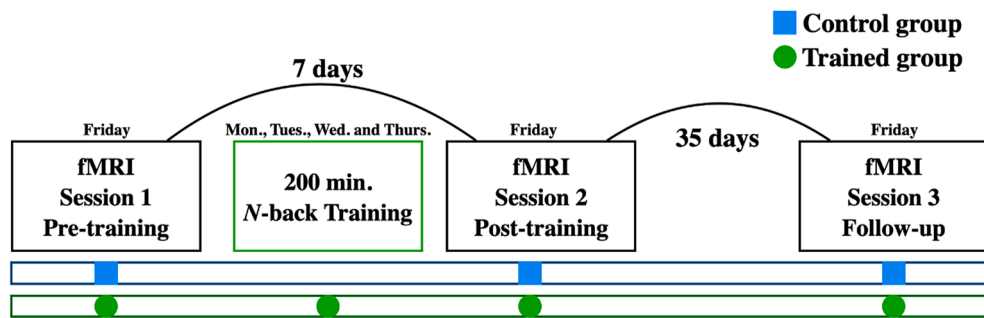 Control group
Trained group
7 days
Friday
Mon., Tues., Wed. and Thurs.
Friday
35 days
Friday
fMRI
Session 1
Pre-training
200 min.
N-back Training
fMRI
Session 2
Post-training
fMRI
Session 3
Follow-up